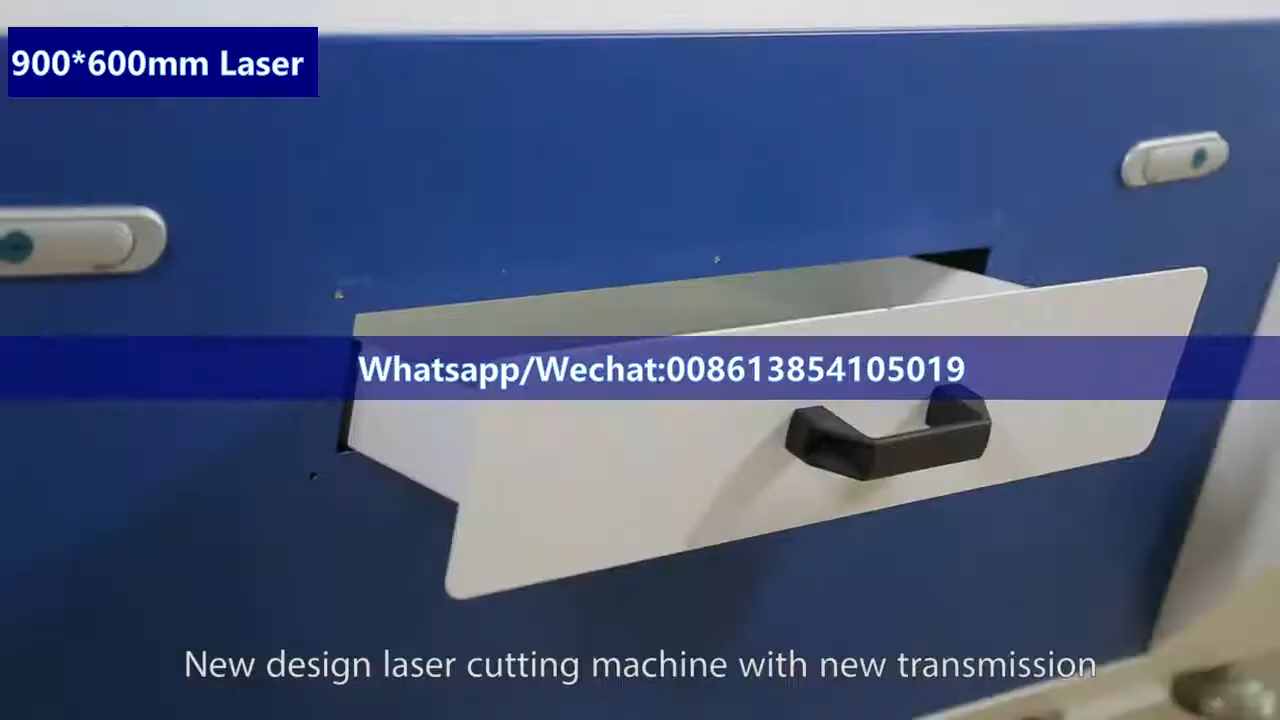 900*600mm Laser
Whatsapp/Wechat:008613854105019
New design laser cutting machine with new transmission